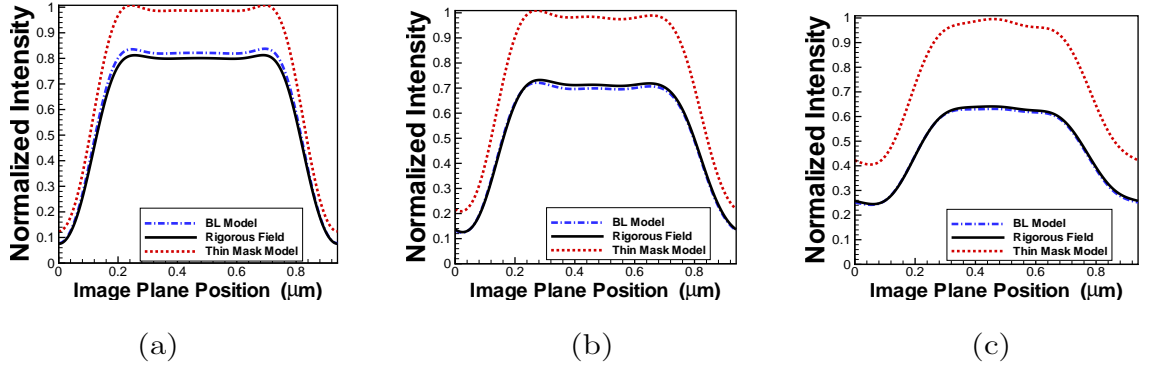 Normalized Intensity
1
0.9
0.8
0.7
0.6
0.5
0.4
0.3
0.2
0.1
0
0 0.2 0.4 0.6 0.8
BL Model
Rigorous Field
Thin Mask Model
Image Plane Position (μm)
(a)
Normalized Intensity
1
0.9
0.8
0.7
0.6
0.5
0.4
0.3
0.2
0.1
0
0 0.2 0.4 0.6 0.8
BL Model
Rigorous Field
Thin Mask Model
Image Plane Position (μm)
(b)
Normalized Intensity
1
0.9
0.8
0.7
0.6
0.5
0.4
0.3
0.2
0.1
0
0 0.2 0.4 0.6 0.8
BL Model
Rigorous Field
Thin Mask Model
Image Plane Position (μm)
(c)